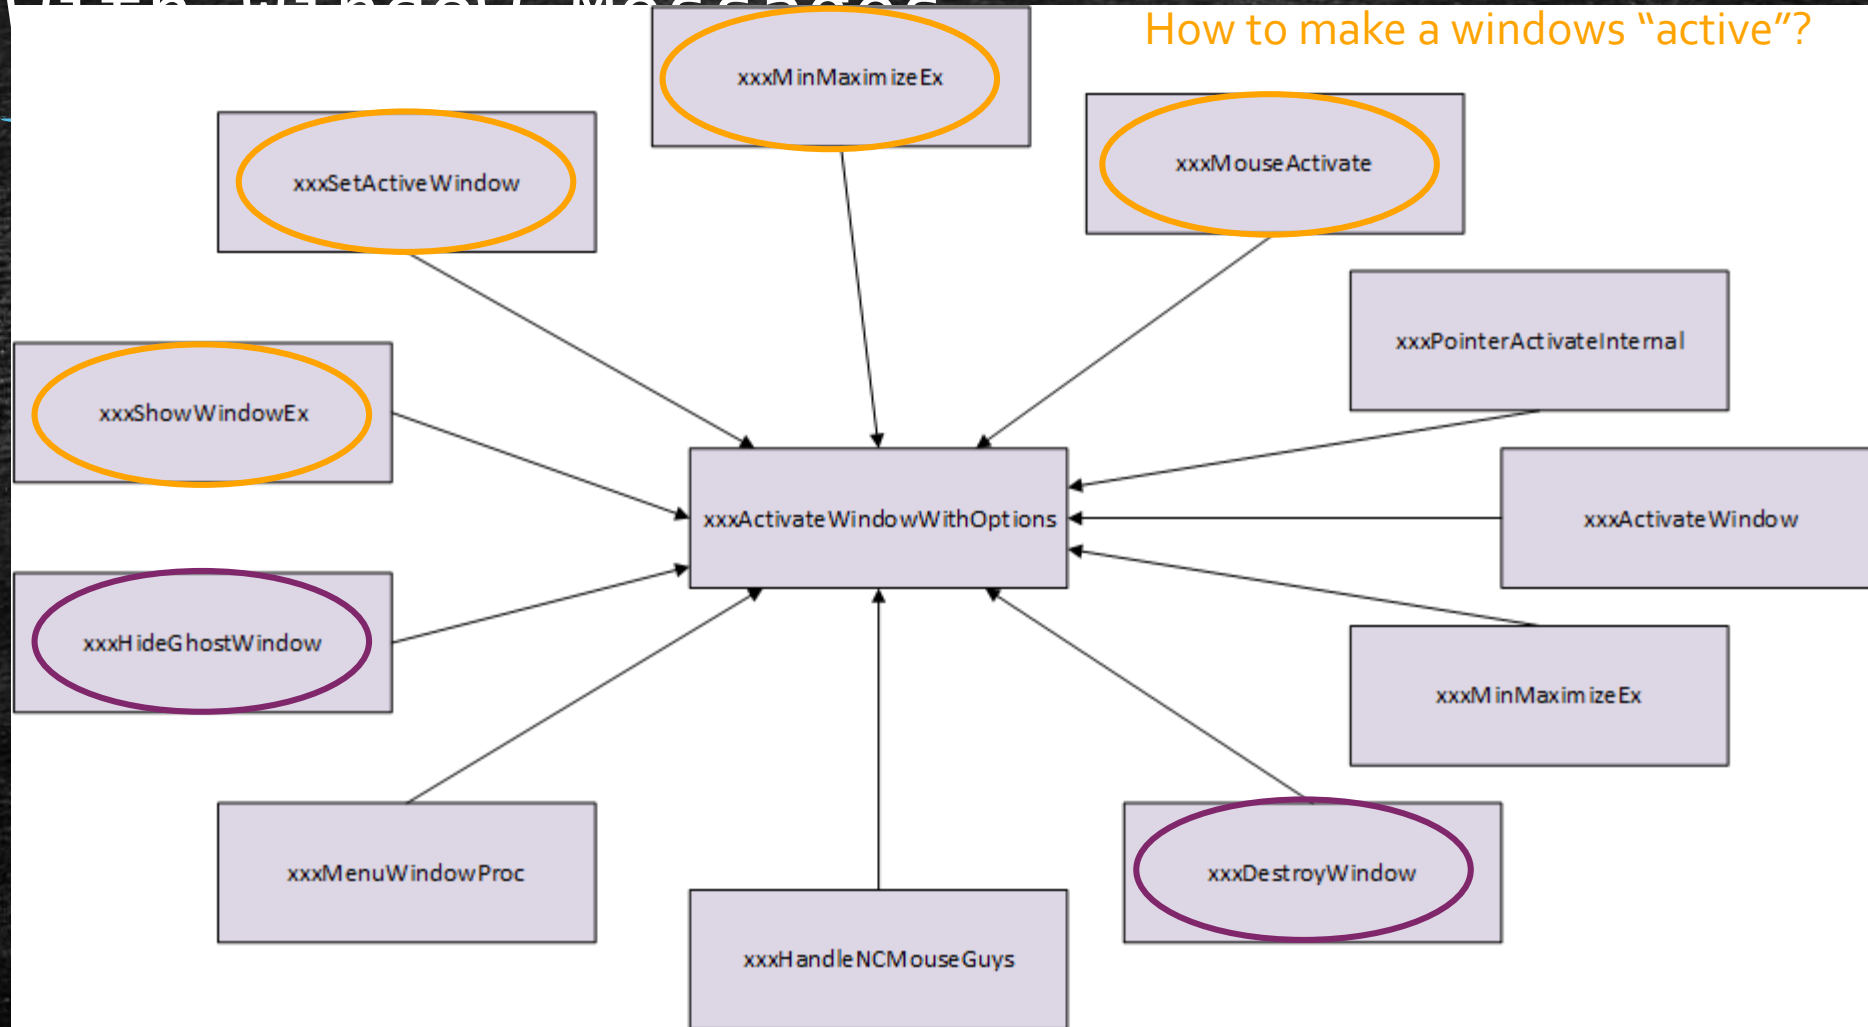 How to make a windows “active”?
xxxMinMaximizeEx
xxxMouseActivate
xxxSetActiveWindow
xxxPointerActivateInternal
xxxShowWindowEx
xxxActivateWindowWithOptions
xxxActivateWindow
xxxHideGhostWindow
xxxMinMaximizeEx
xxxMenuWindowProc
xxxDestroyWindow
xxxHandleNCMouseGuys